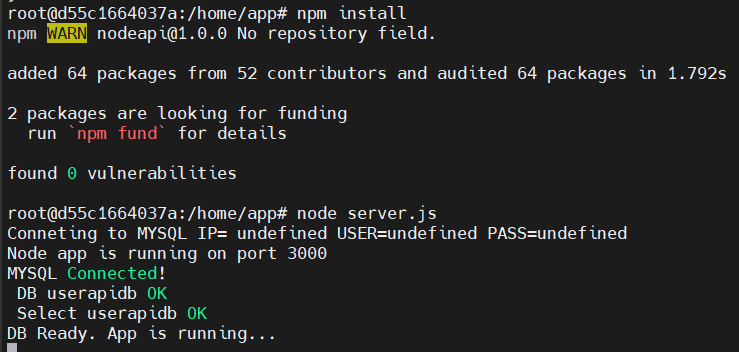 root@d55c1664037a:/home/app# npm install
npm WARN nodeapi@1.0.0 No repository field.
added 64 packages from 52 contributors and audited 64 packages in 1.792s
2 packages are looking for funding
  run `npm fund` for details
found 0 vulnerabilities
root@d55c1664037a:/home/app# node server.js
Conneting to MYSQL IP= undefined USER=undefined PASS=undefined
Node app is running on port 3000
MYSQL Connected!
 DB userapidb OK
 Select userapidb OK
DB Ready. App is running...